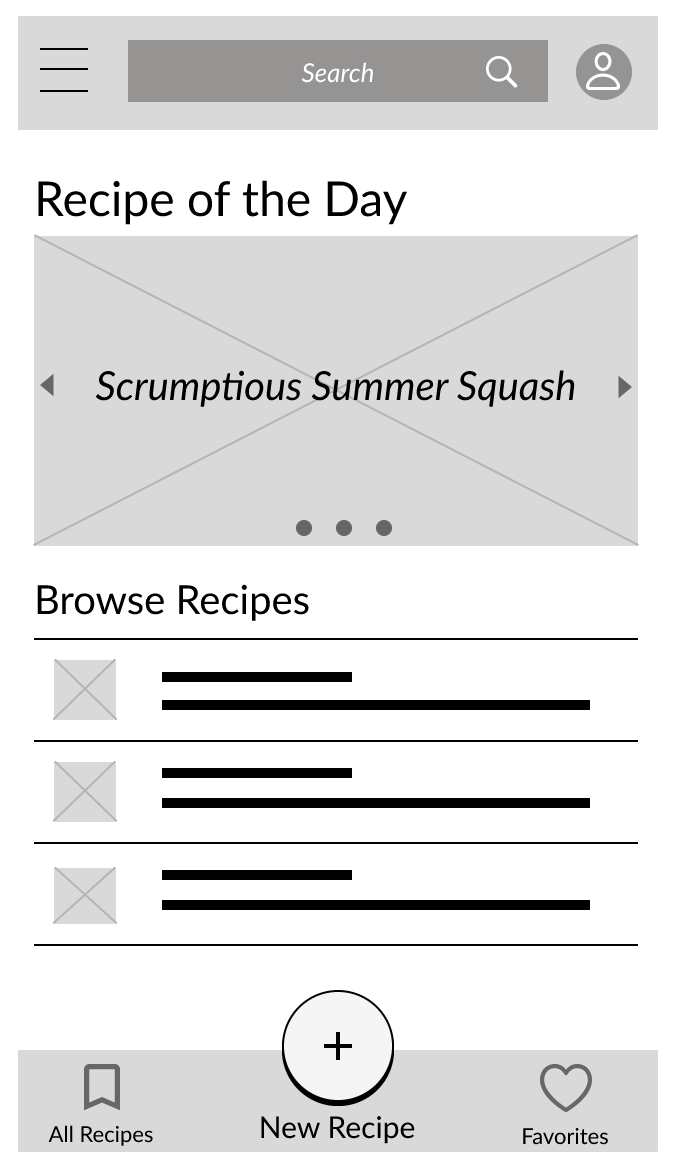 Search
Recipe of the Day
Scrumptious Summer Squash
Browse Recipes
New Recipe
All Recipes
Favorites